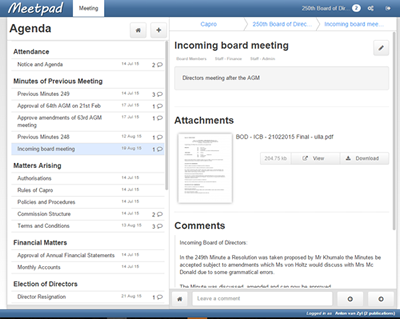 Meetpad
Meeting
250th Board of Dir...
2
Agenda
Attendance
Notice and Agenda 14 Jul 15 2
Minutes of Previous Meeting
Previous Minutes 249 14 Jul 15 3
Approval of 64th AGM on 21st Feb 17 Jul 15 1
Approve amendments of 63rd AGM 17 Jul 15 1
meeting
Previous Minutes 248 12 Aug 15 1
Incoming board meeting 19 Aug 15 1
Matters Arising
Authorisations 14 Jul 15
Rules of Capro 14 Jul 15
Policies and Procedures 14 Jul 15
Commission Structure 14 Jul 15 2
Terms and Conditions 13 Aug 15 3
Financial Matters
Approval of Annual Financial Statements 14 Jul 15
Monthly Accounts 14 Jul 15
Election of Directors
Director Resignation 21 Aug 15 1
Capro
250th Board of Direc...
Incoming board mee...
Incoming board meeting
Board Members Staff - Finance Staff - Admin
Directors meeting after the AGM
Attachments
BOD - ICB - 21022015 Final - ulla.pdf
204.75 kb View Download
Comments
Incoming Board of Directors:
In the 249th Minute a Resolution was taken proposed by Mr Khumalo the Minutes be
accepted subject to amendments which Ms von Holtz would discuss with Mrs Mc
Donald due to some grammatical errors.
The Minute was discussed, amended and can now be approved
Leave a comment
Logged in as: Anton van Zyl (2 publications)